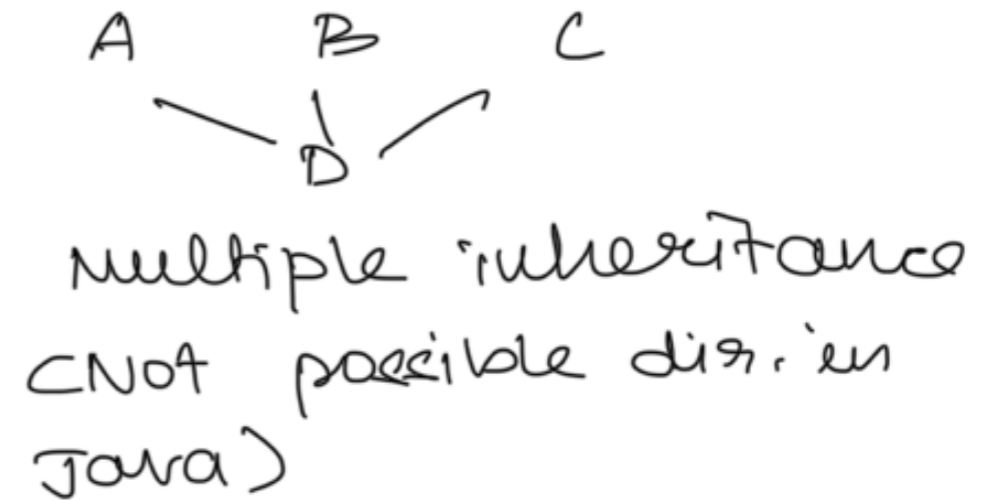 A B C
D
Multiple inheritance
(Not possible dir. in
Java)